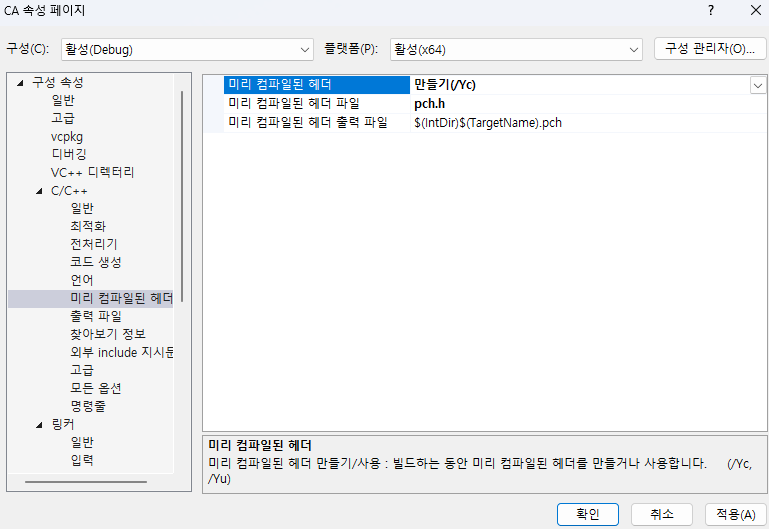 CA 속성 페이지
구성(C): 활성(Debug) 플랫폼(P): 활성(x64) 구성 관리자(O)...
구성 속성
일반
고급
vcpkg
디버깅
VC++ 디렉터리
C/C++
일반
최적화
전처리기
코드 생성
언어
미리 컴파일된 헤더
출력 파일
찾아보기 정보
외부 include 지시문
고급
모든 옵션
명령줄
링커
일반
입력
미리 컴파일된 헤더 만들기(/Yc)
미리 컴파일된 헤더 파일 pch.h
미리 컴파일된 헤더 출력 파일 $(IntDir)$(TargetName).pch
미리 컴파일된 헤더
미리 컴파일된 헤더 만들기/사용 : 빌드하는 동안 미리 컴파일된 헤더를 만들거나 사용합니다. (/Yc,
/Yu)
확인 취소 적용(A)